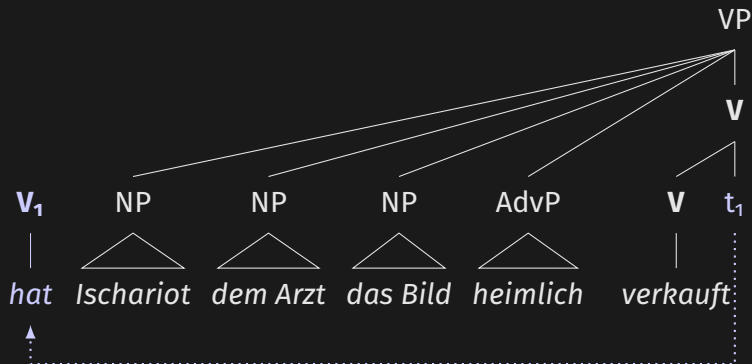 VP
V
V₁ NP NP NP AdvP V t₁
hat Ischariot dem Arzt das Bild heimlich verkauft